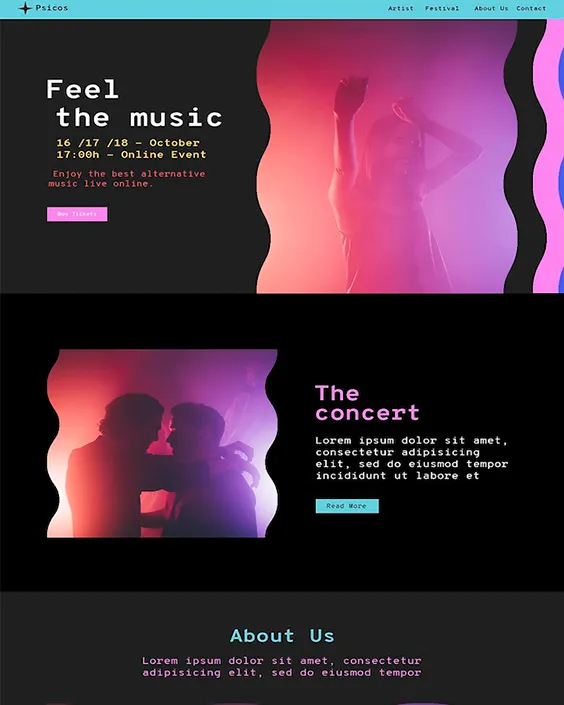 Psicos
Artist Festival About Us Contact
Feel
the music
16 /17 /18 – October
17:00h – Online Event
Enjoy the best alternative
music live online.
Buy Tickets
The
concert
Lorem ipsum dolor sit amet,
consectetur adipisicing
elit, sed do eiusmod tempor
incididunt ut labore et
Read More
About Us
Lorem ipsum dolor sit amet, consectetur
adipisicing elit, sed do eiusmod tempor